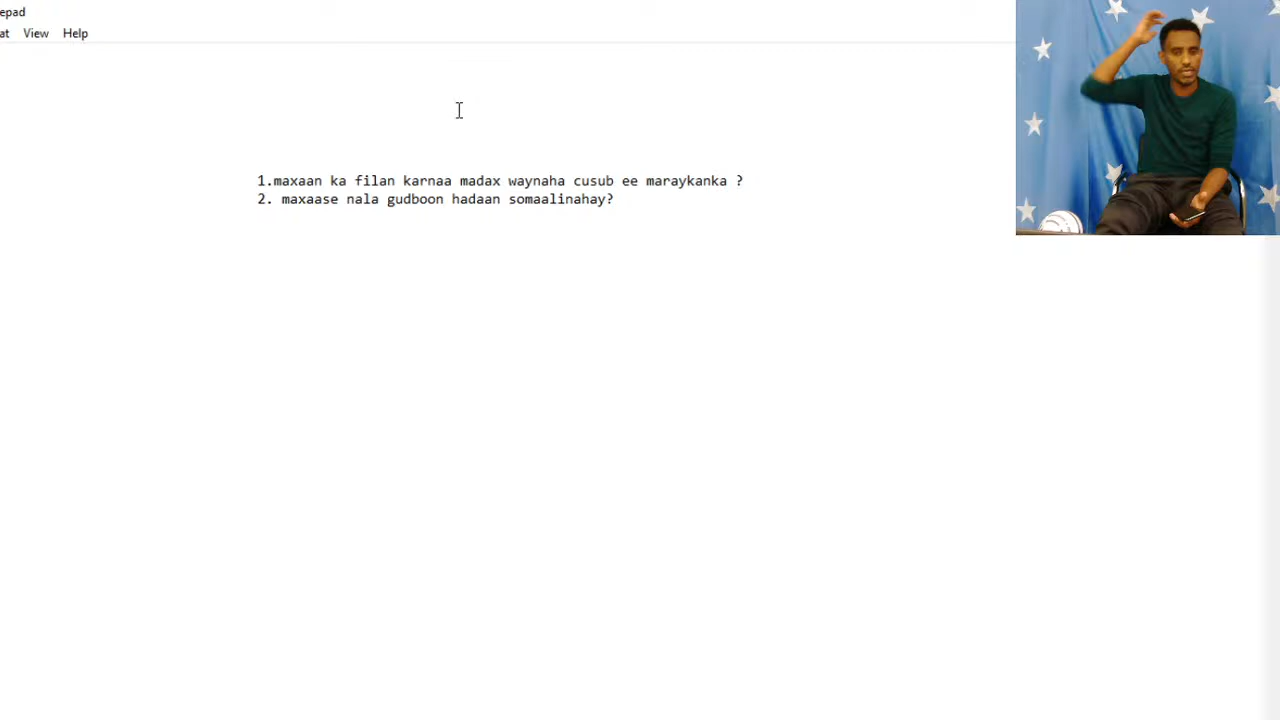 epad
at View Help
1.maxaan ka filan karnaa madax waynaha cusub ee maraykanka ?
2. maxaase nala gudboon hadaan somaalinahay?